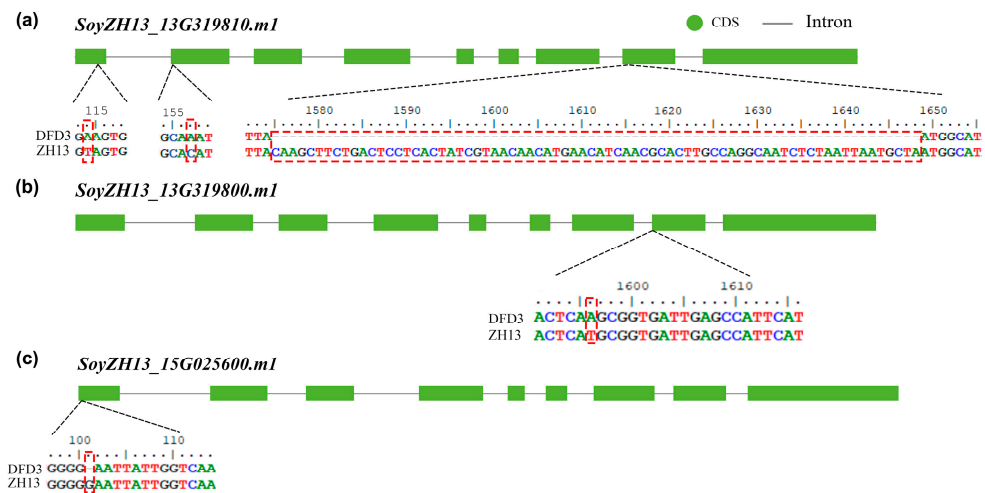 (a) SoyZH13_13G319810.m1 CDS Intron
115 155 1580 1590 1600 1610 1620 1630 1640 1650
DFD3 GAAGTG GCAAAT TTA ATGGCAT
ZH13 GTAGTG GCACAT TTACAAGCTTCTGACTCCTCACTATCGTAACAACATGAACATCAACGCACTTGCCAGGCAATCTCTAATTAATGCTAATGGCAT
(b) SoyZH13_13G319800.m1
1600 1610
DFD3 ACTCAAGCGGTGATTGAGCCATTCAT
ZH13 ACTCATGCGGTGATTGAGCCATTCAT
(c) SoyZH13_15G025600.m1
100 110
DFD3 GGGG-AATTATTGGTCAA
ZH13 GGGGGAATTATTGGTCAA